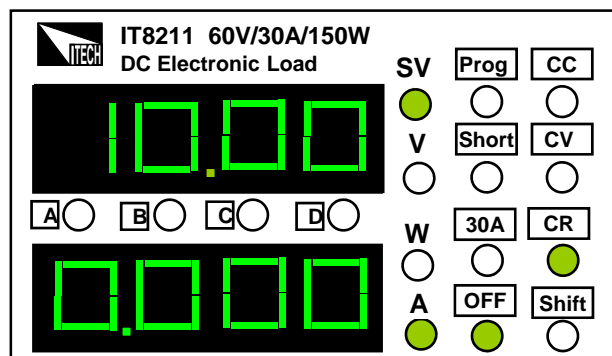 ITECH
IT8211 60V/30A/150W
DC Electronic Load
SV Prog CC
10.00
V Short CV
A B C D
W 30A CR
0.000
A OFF Shift